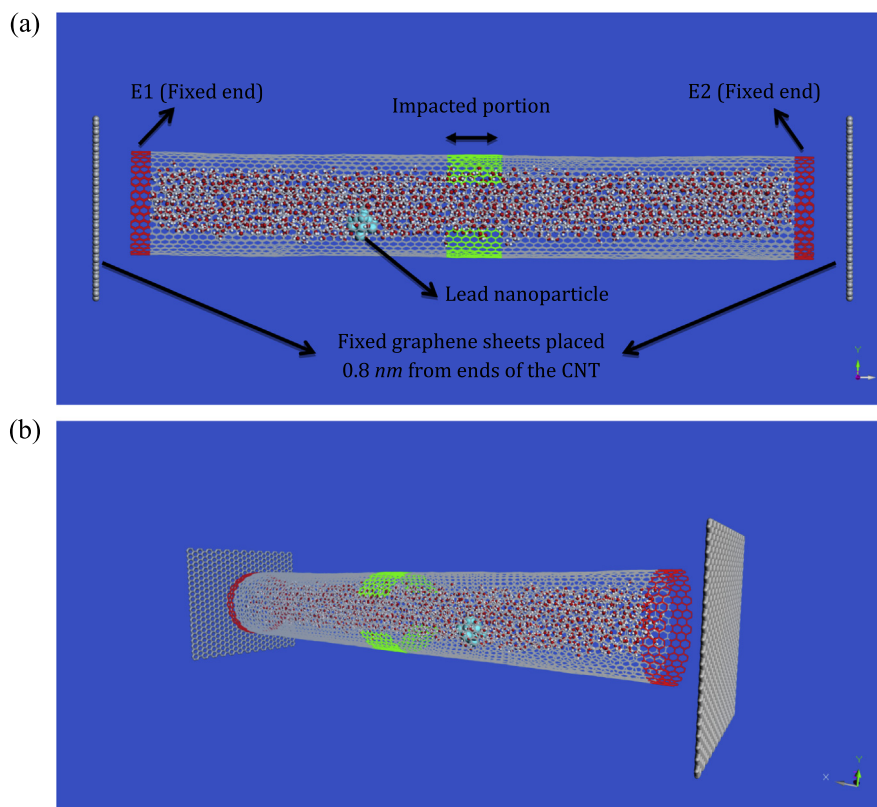 (a)
E1 (Fixed end)
E2 (Fixed end)
Impacted portion
Lead nanoparticle
Fixed graphene sheets placed
0.8 nm from ends of the CNT
Y
(b)
Y
X